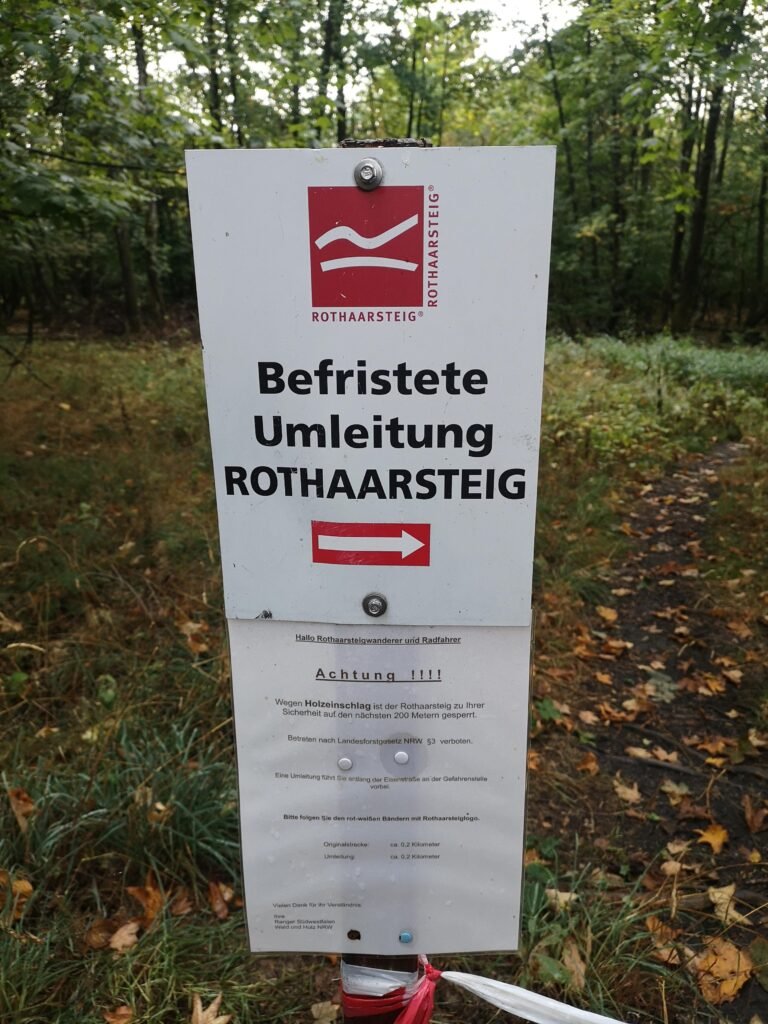 ROTHAARSTEIG®
ROTHAARSTEIG®
Befristete
Umleitung
ROTHAARSTEIG
Hallo Rothaarsteigwanderer und Radfahrer
Achtung !!!!
Wegen Holzeinschlag ist der Rothaarsteig zu Ihrer
Sicherheit auf den nächsten 200 Metern gesperrt.
Betreten nach Landesforstgesetz NRW §3 verboten.
Eine Umleitung führt Sie entlang der Eisenstraße an der Gefahrenstelle
vorbei.
Bitte folgen Sie den rot-weißen Bändern mit Rothaarsteiglogo.
Originalstrecke: ca. 0,2 Kilometer
Umleitung: ca. 0,2 Kilometer
Vielen Dank für ihr Verständnis.
Ihre
Ranger Südwestfalen
Wald und Holz NRW